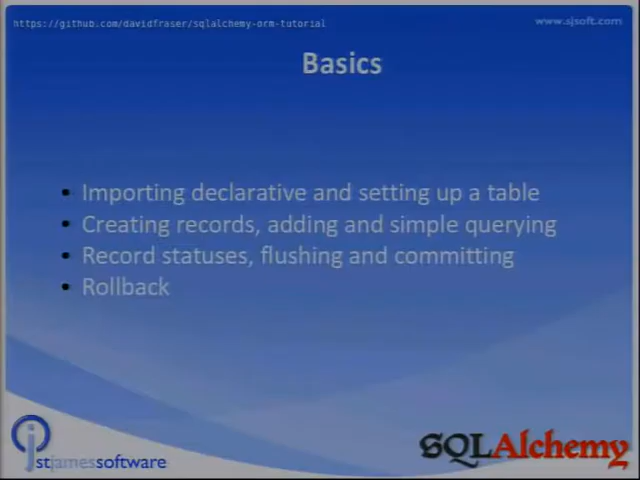 https://github.com/davidfraser/sqlalchemy-orm-tutorial
www.sjsoft.com
Basics
• Importing declarative and setting up a table
• Creating records, adding and simple querying
• Record statuses, flushing and committing
• Rollback
stjamessoftware
SQLAlchemy